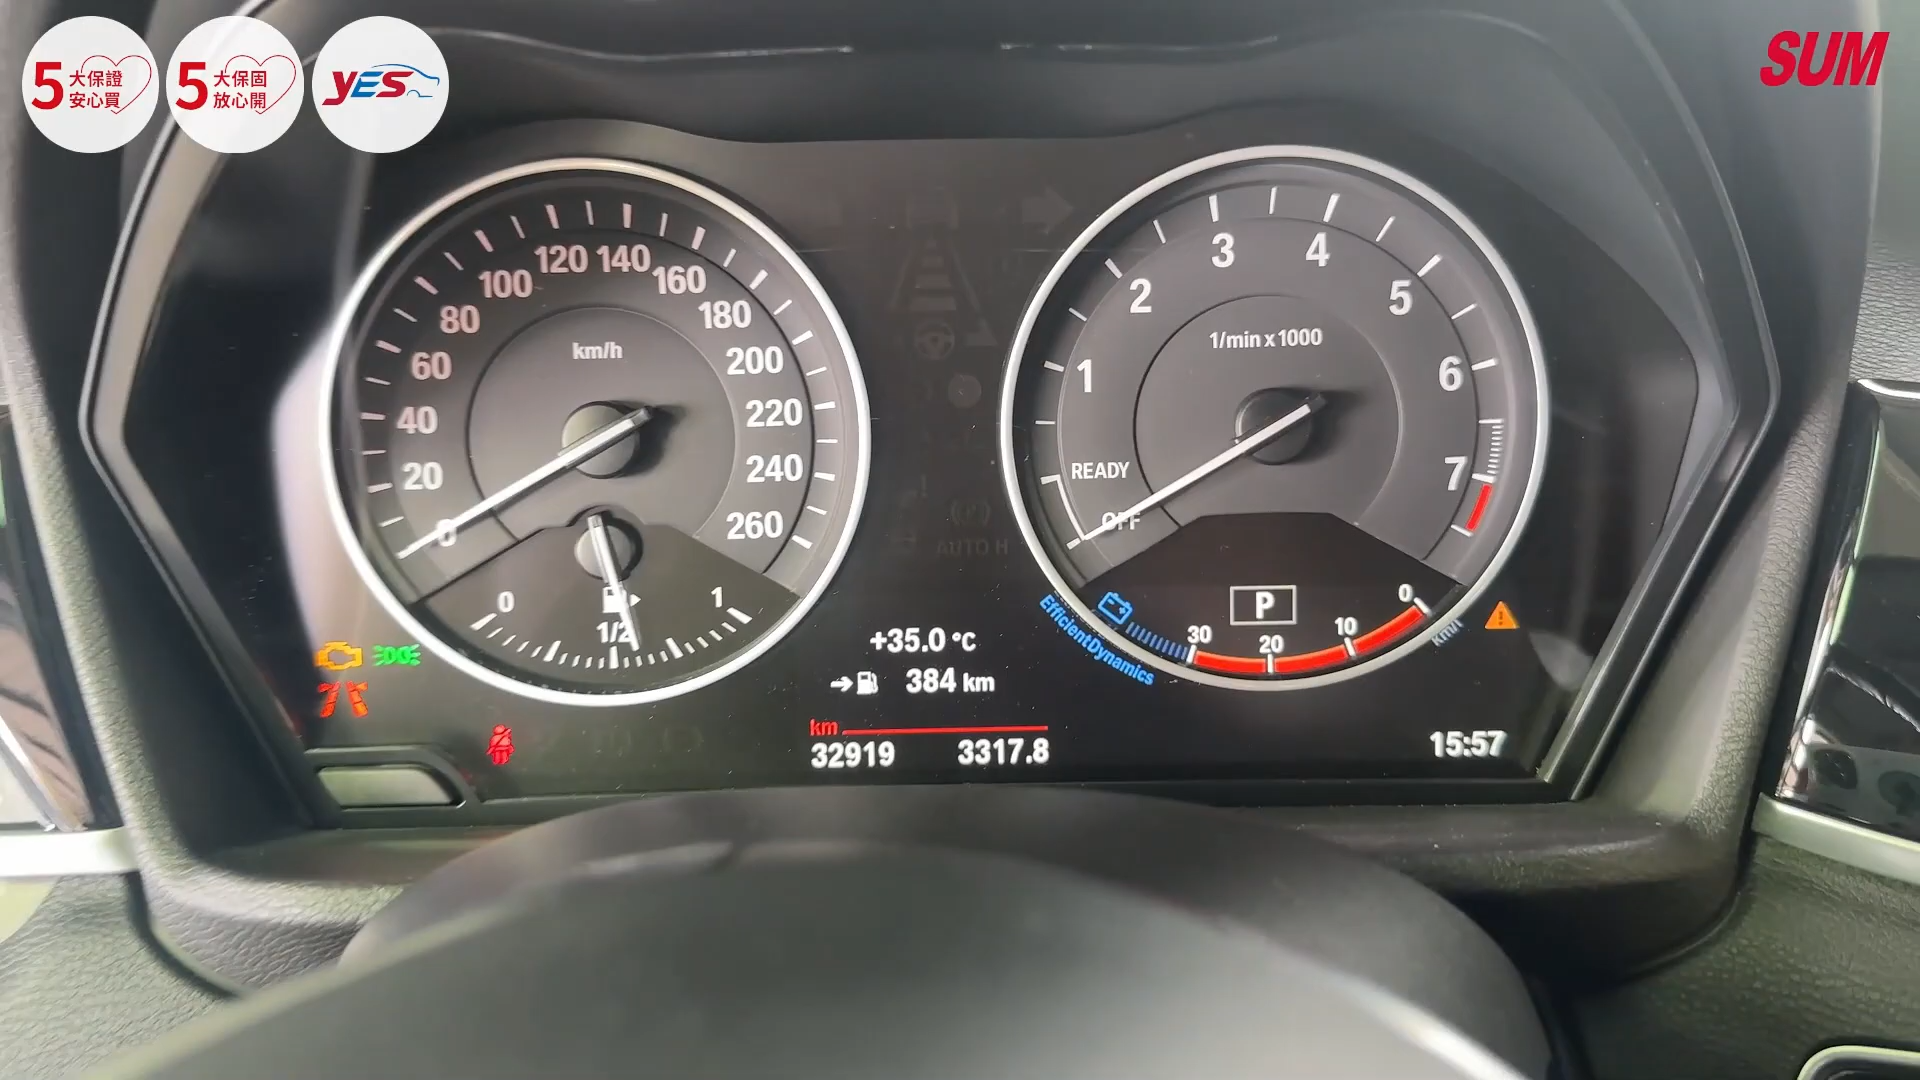 5大保證
安心買
5大保固
放心開
YES
SUM
km/h
0
20
40
60
80
100
120
140
160
180
200
220
240
260
0
1/2
1
1/min x 1000
OFF
READY
1
2
3
4
5
6
7
AUTO H
P
EfficientDynamics
30
20
10
0
km/l
+35.0 °C
384 km
km
32919
3317.8
15:57